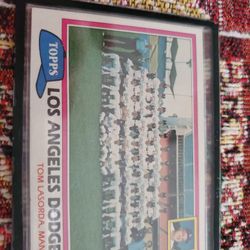 TOPPS
LOS ANGELES DODGE
TOM LASORDA, MAN